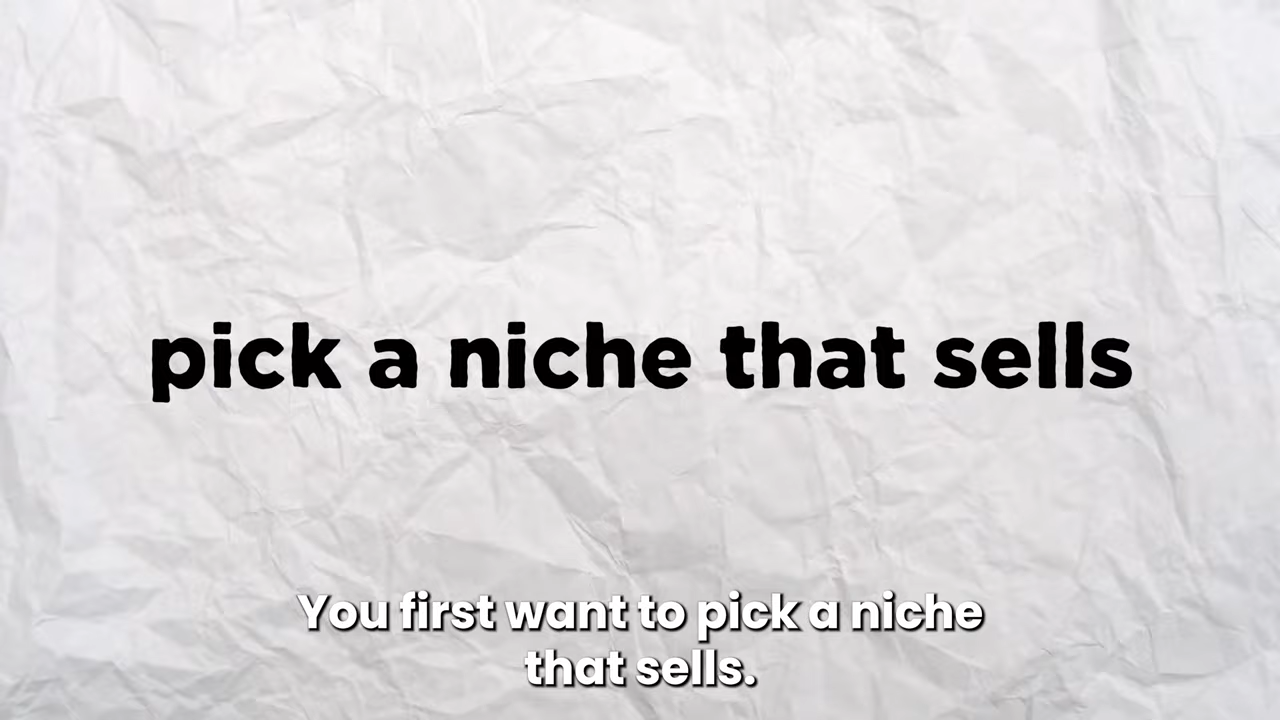 pick a niche that sells
You first want to pick a niche
that sells.